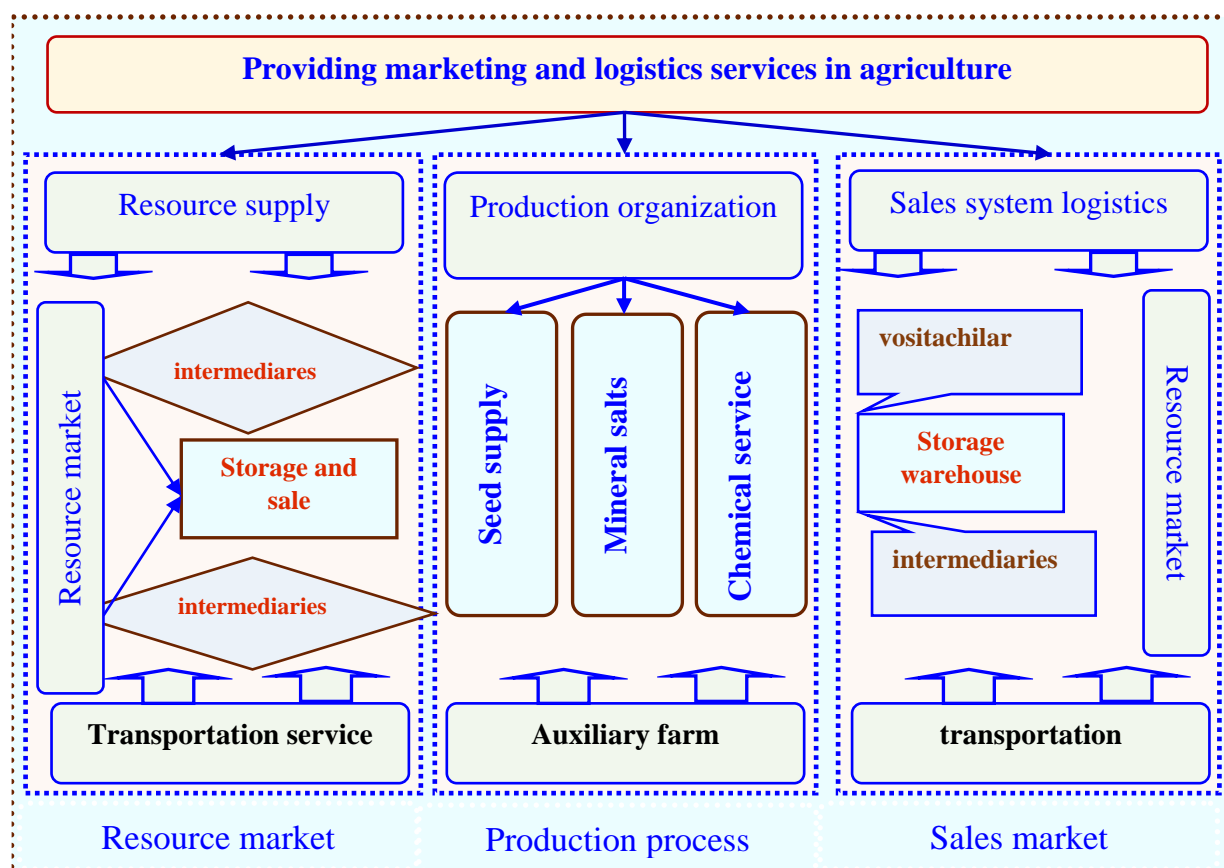 Providing marketing and logistics services in agriculture
Resource supply
Production organization
Sales system logistics
Resource market
intermediares
Storage and
sale
intermediaries
Seed supply
Mineral salts
Chemical service
vositachilar
Storage
warehouse
intermediaries
Resource market
Transportation service
Auxiliary farm
transportation
Resource market
Production process
Sales market